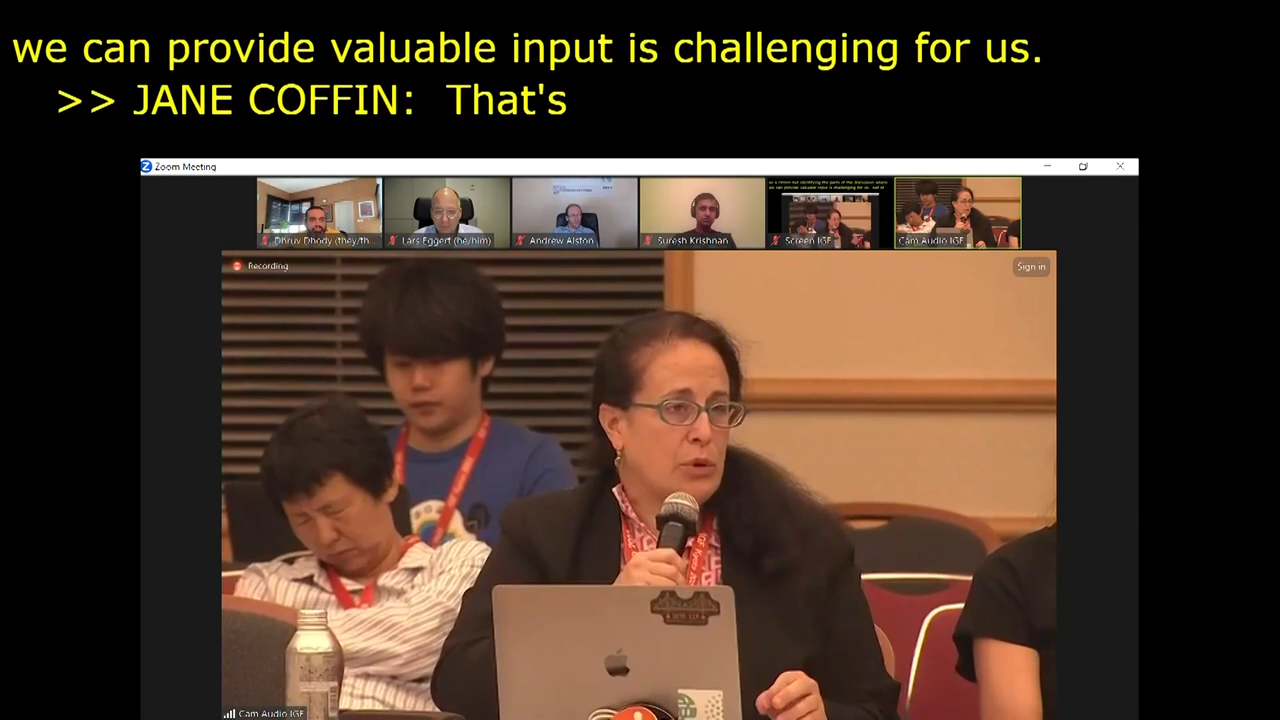 we can provide valuable input is challenging for us.
>> JANE COFFIN:  That's
Zoom Meeting
Dhruv Dhody (they/th...
Lars Eggert (he/him)
Andrew Alston
Suresh Krishnan
Screen IGF
Cam Audio IGF
Recording
Sign in
Cam Audio IGF